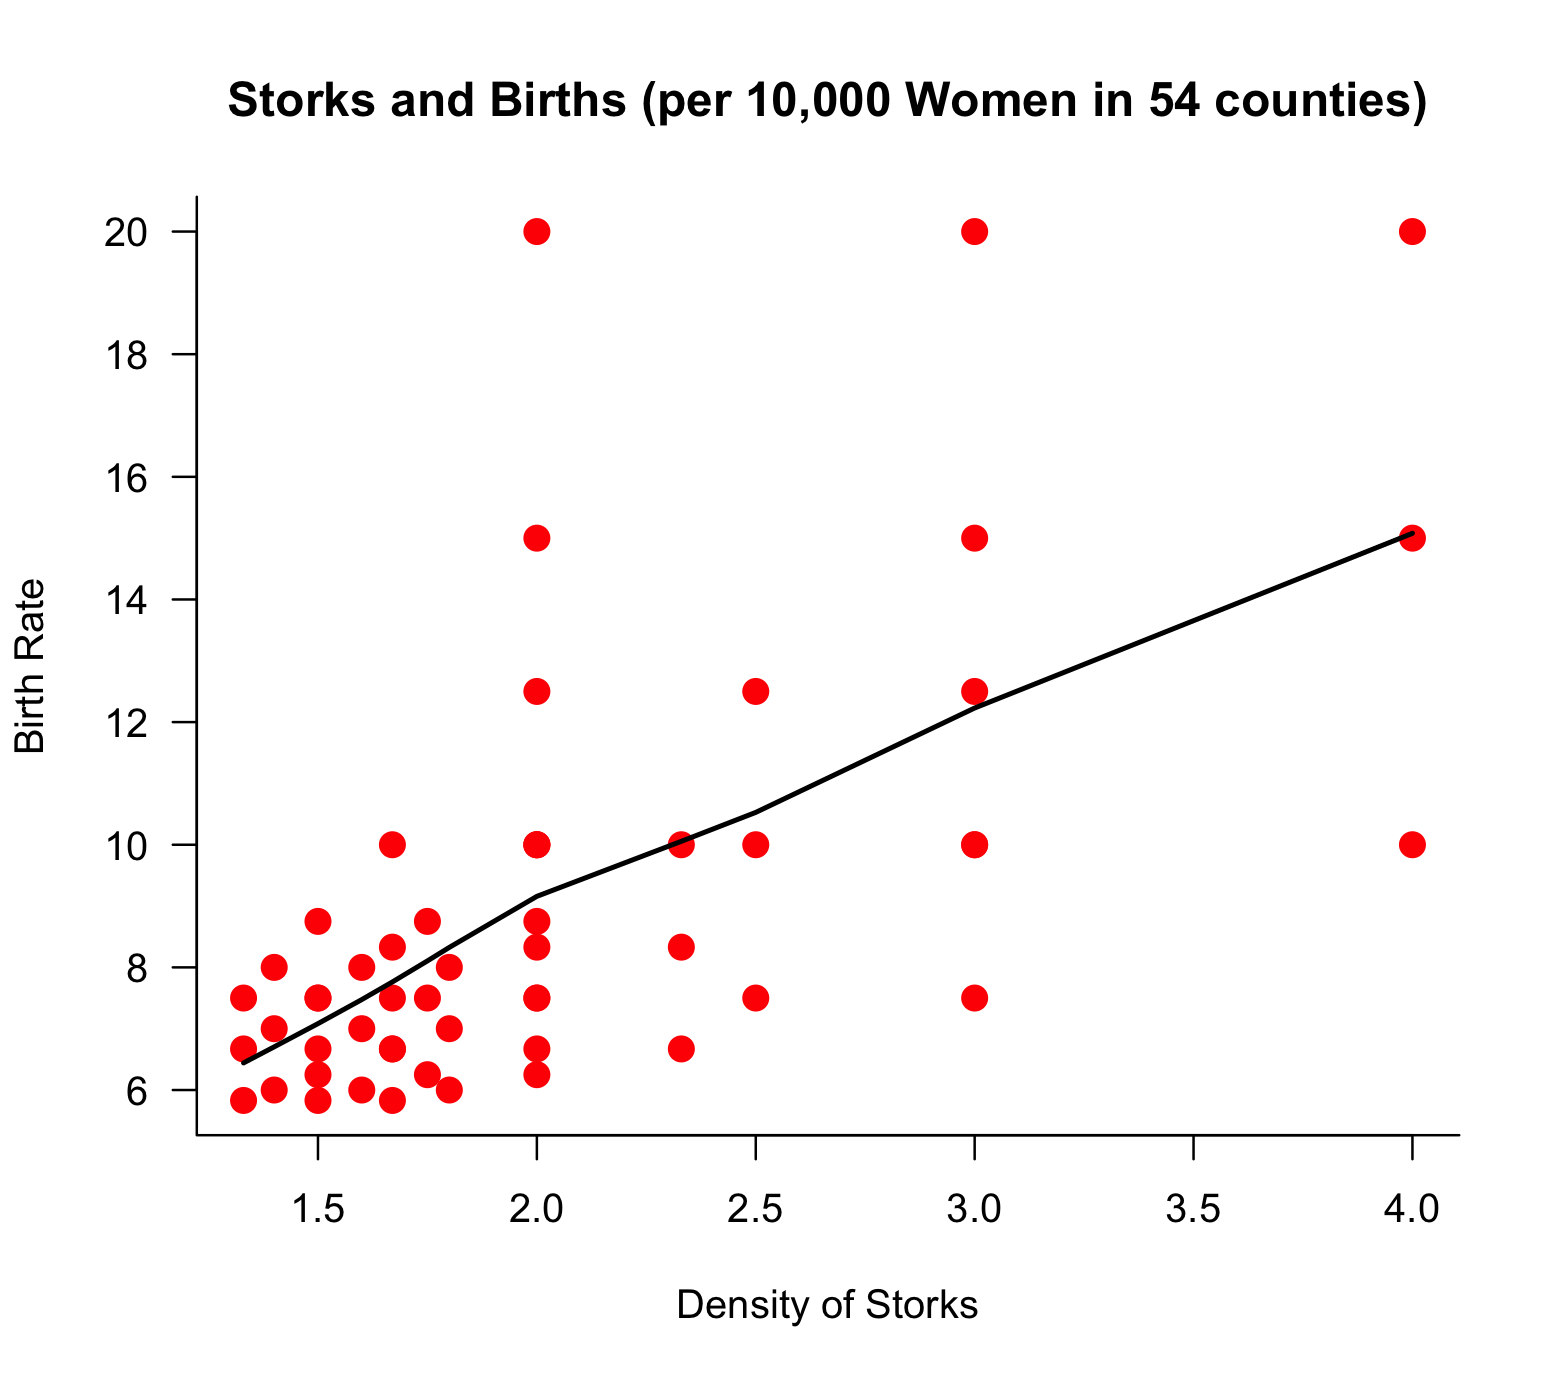 Storks and Births (per 10,000 Women in 54 counties)
20
18
16
14
12
10
8
6
Birth Rate
1.5 2.0 2.5 3.0 3.5 4.0
Density of Storks